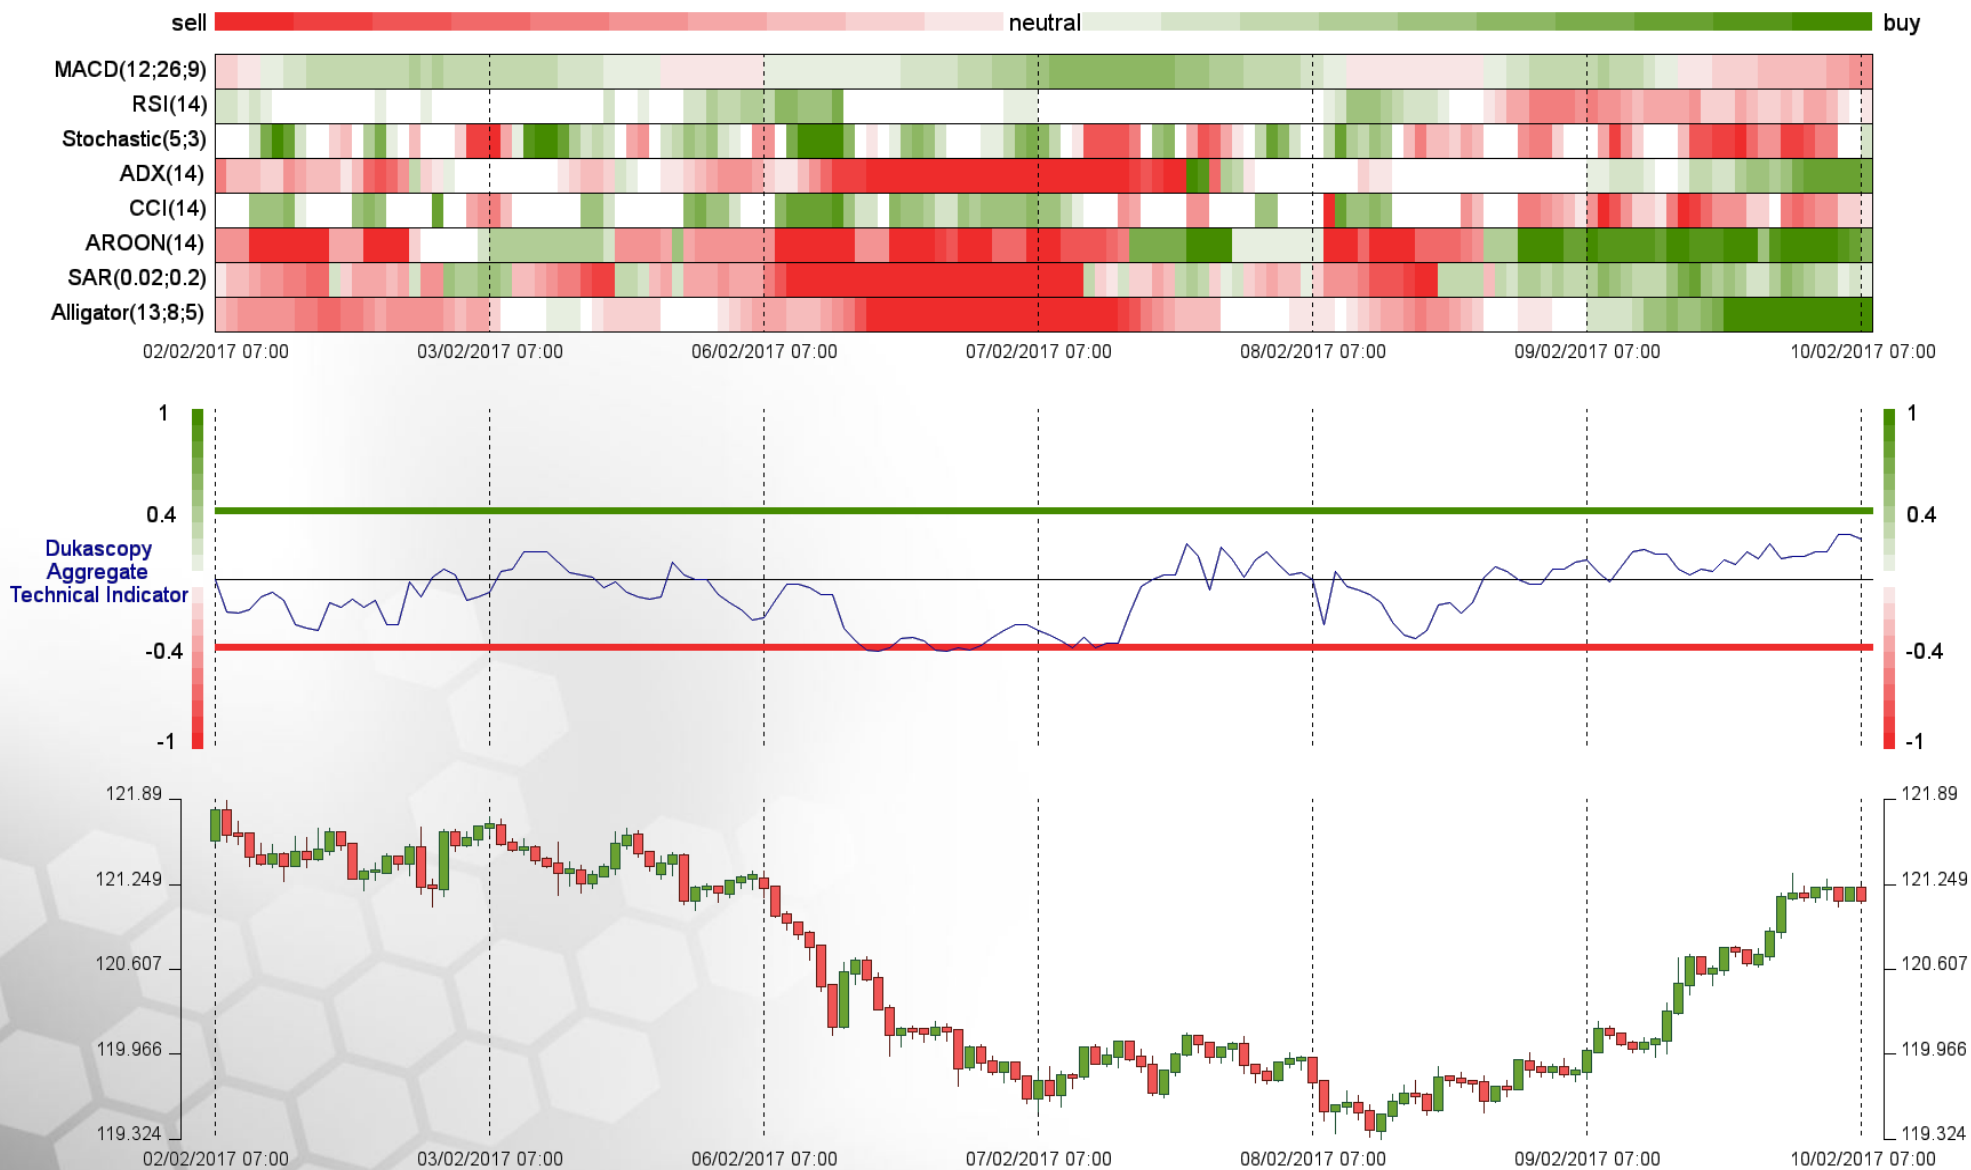 sell neutral buy
MACD(12;26;9)
RSI(14)
Stochastic(5;3)
ADX(14)
CCI(14)
AROON(14)
SAR(0.02;0.2)
Alligator(13;8;5)
02/02/2017 07:00 03/02/2017 07:00 06/02/2017 07:00 07/02/2017 07:00 08/02/2017 07:00 09/02/2017 07:00 10/02/2017 07:00
1 1
0.4 0.4
Dukascopy
Aggregate
Technical Indicator
-0.4 -0.4
-1 -1
121.89 121.89
121.249 121.249
120.607 120.607
119.966 119.966
119.324 119.324
02/02/2017 07:00 03/02/2017 07:00 06/02/2017 07:00 07/02/2017 07:00 08/02/2017 07:00 09/02/2017 07:00 10/02/2017 07:00